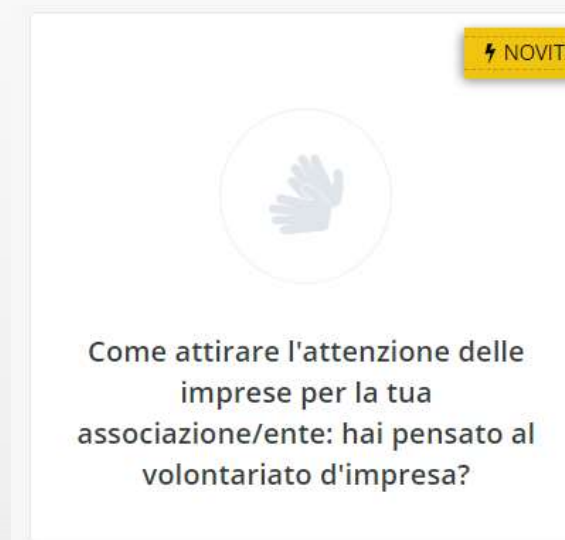 NOVIT
Come attirare l'attenzione delle
imprese per la tua
associazione/ente: hai pensato al
volontariato d'impresa?